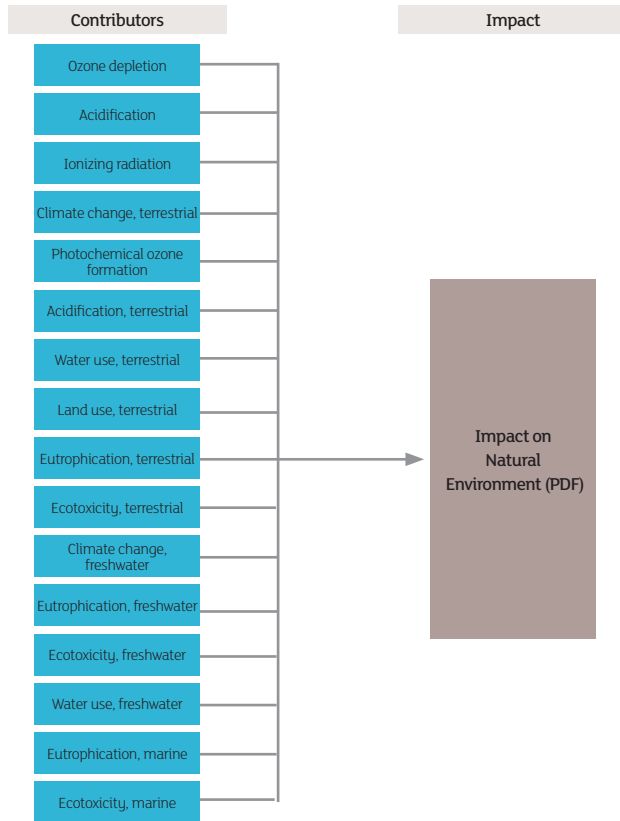 Contributors
Impact
Ozone depletion
Acidification
Ionizing radiation
Climate change, terrestrial
Photochemical ozone
formation
Acidification, terrestrial
Water use, terrestrial
Land use, terrestrial
Eutrophication, terrestrial
Ecotoxicity, terrestrial
Climate change,
freshwater
Eutrophication, freshwater
Ecotoxicity, freshwater
Water use, freshwater
Eutrophication, marine
Ecotoxicity, marine
Impact on
Natural
Environment (PDF)